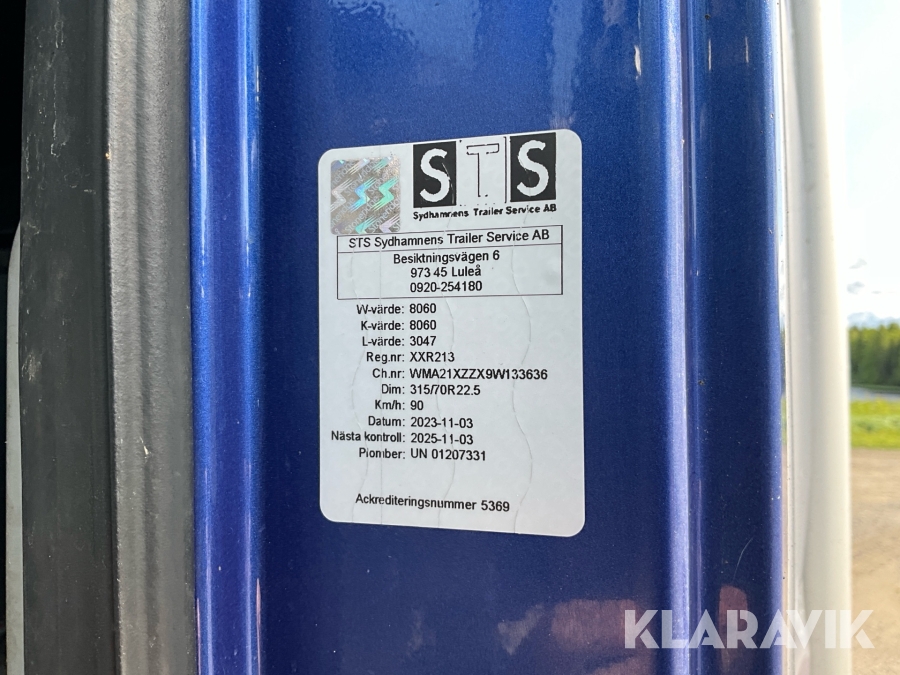 STS
Sydhamnens Trailer Service AB
STS Sydhamnens Trailer Service AB
Besiktningsvägen 6
973 45 Luleå
0920-254180
W-värde: 8060
K-värde: 8060
L-värde: 3047
Reg.nr: XXR213
Ch.nr: WMA21XZZX9W133636
Dim: 315/70R22.5
Km/h: 90
Datum: 2023-11-03
Nästa kontroll: 2025-11-03
Plomber: UN 01207331
Ackrediteringsnummer 5369
KLARAVIK